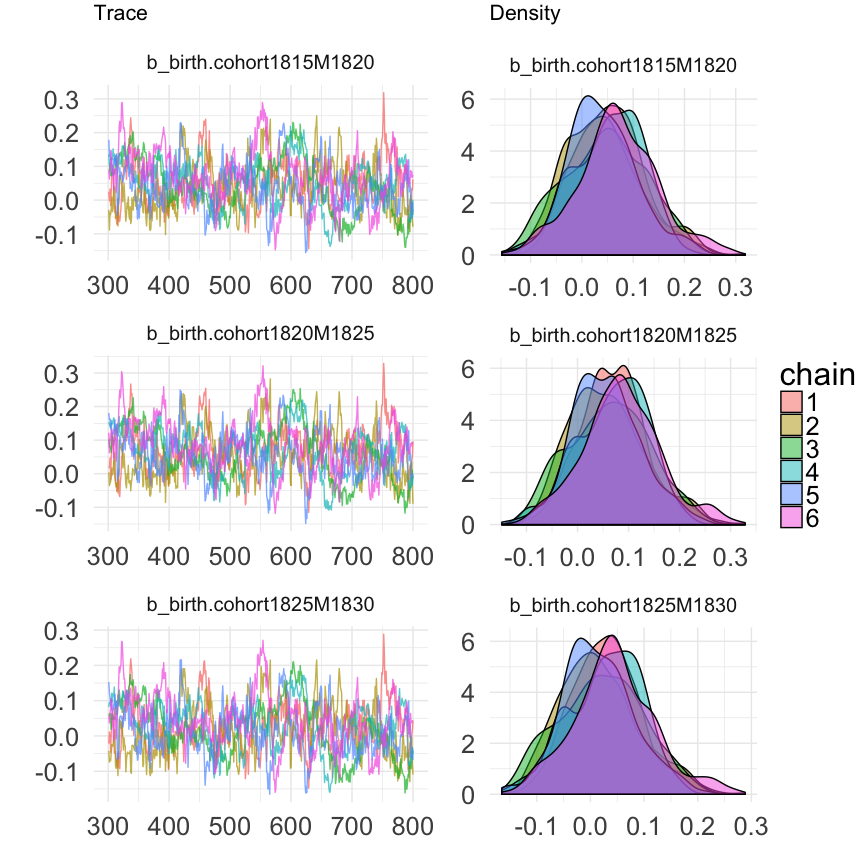 Trace
Density
b_birth.cohort1815M1820
b_birth.cohort1815M1820
0.3
0.2
0.1
0.0
-0.1
300 400 500 600 700 800
6
4
2
0
-0.1 0.0 0.1 0.2 0.3
b_birth.cohort1820M1825
b_birth.cohort1820M1825
0.3
0.2
0.1
0.0
-0.1
300 400 500 600 700 800
6
4
2
0
-0.1 0.0 0.1 0.2 0.3
chain
1
2
3
4
5
6
b_birth.cohort1825M1830
b_birth.cohort1825M1830
0.3
0.2
0.1
0.0
-0.1
300 400 500 600 700 800
6
4
2
0
-0.1 0.0 0.1 0.2 0.3